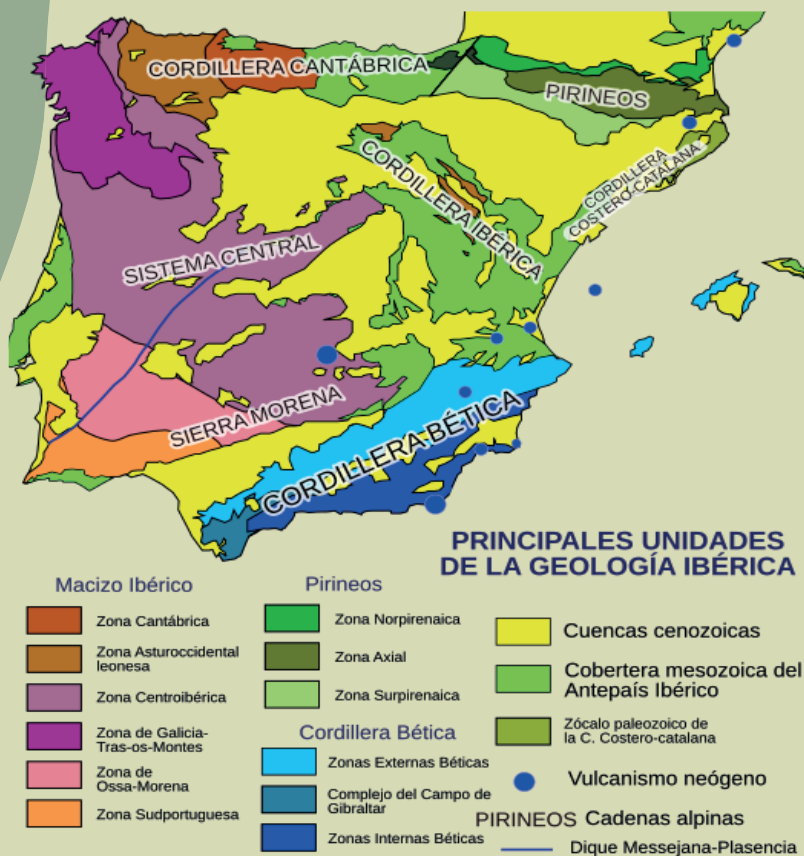 CORDILLERA CANTÁBRICA
PIRINEOS
CORDILLERA IBÉRICA
CORDILLERA
COSTERO-CATALANA
SISTEMA CENTRAL
SIERRA MORENA
CORDILLERA BÉTICA
PRINCIPALES UNIDADES
DE LA GEOLOGÍA IBÉRICA
Macizo Ibérico
Zona Cantábrica
Zona Asturoccidental
leonesa
Zona Centroibérica
Zona de Galicia-
Tras-os-Montes
Zona de
Ossa-Morena
Zona Sudportuguesa
Pirineos
Zona Norpirenaica
Zona Axial
Zona Surpirenaica
Cordillera Bética
Zonas Externas Béticas
Complejo del Campo de
Gibraltar
Zonas Internas Béticas
Cuencas cenozoicas
Cobertera mesozoica del
Antepaís Ibérico
Zócalo paleozoico de
la C. Costero-catalana
Vulcanismo neógeno
PIRINEOS Cadenas alpinas
Dique Messejana-Plasencia